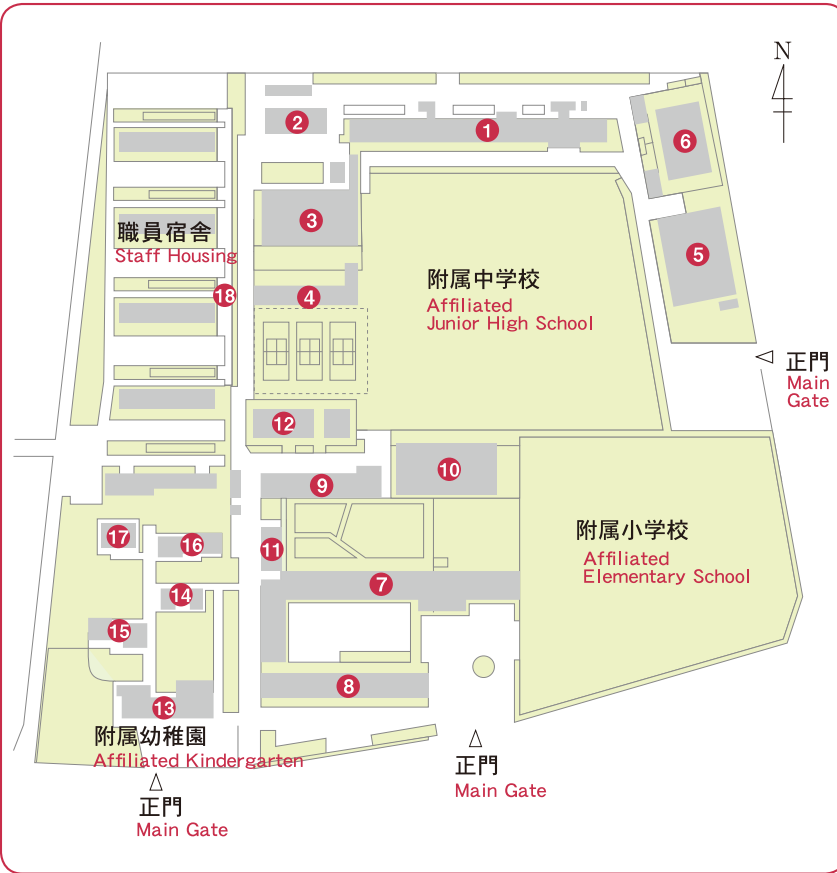 N
2
1
6
3
職員宿舎
Staff Housing
5
18
4
附属中学校
Affiliated
Junior High School
正門
Main
Gate
12
10
9
17
16
11
附属小学校
Affiliated
Elementary School
7
14
15
8
13
附属幼稚園
Affiliated Kindergarten
正門
Main Gate
正門
Main Gate